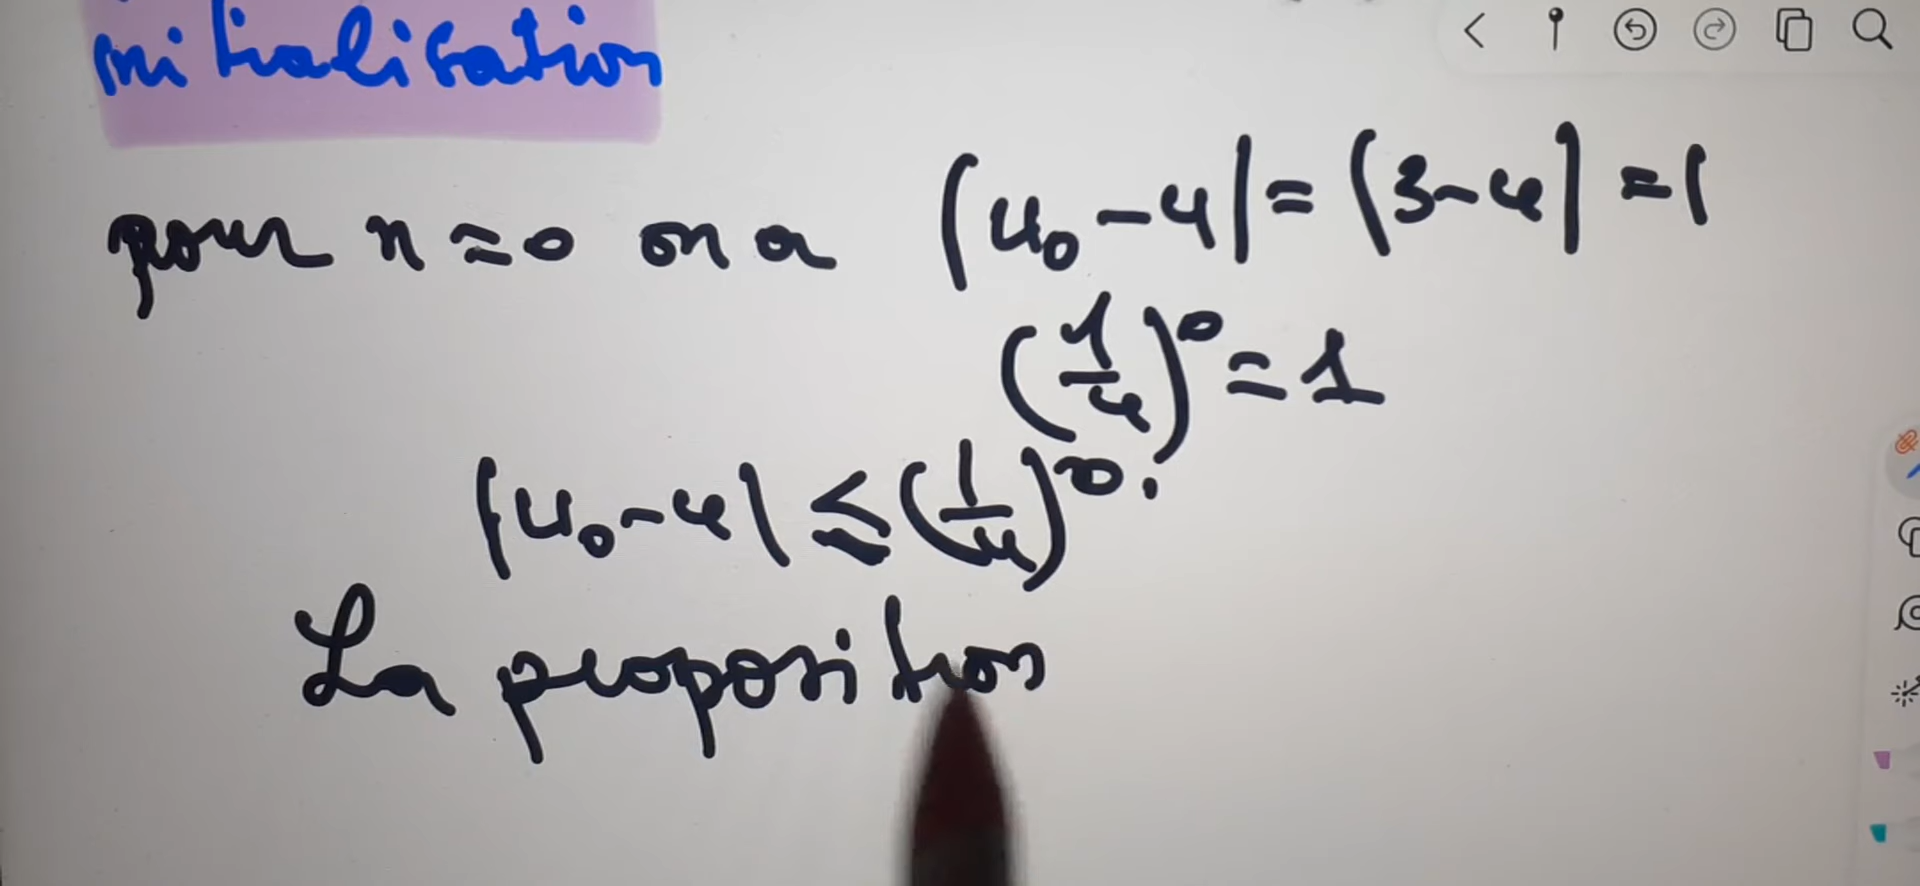 initialisation
pour n=0 on a |u₀-4|=|3-4|=1
(1/4)⁰=1
|u₀-4|≤(1/4)⁰.
La proposition